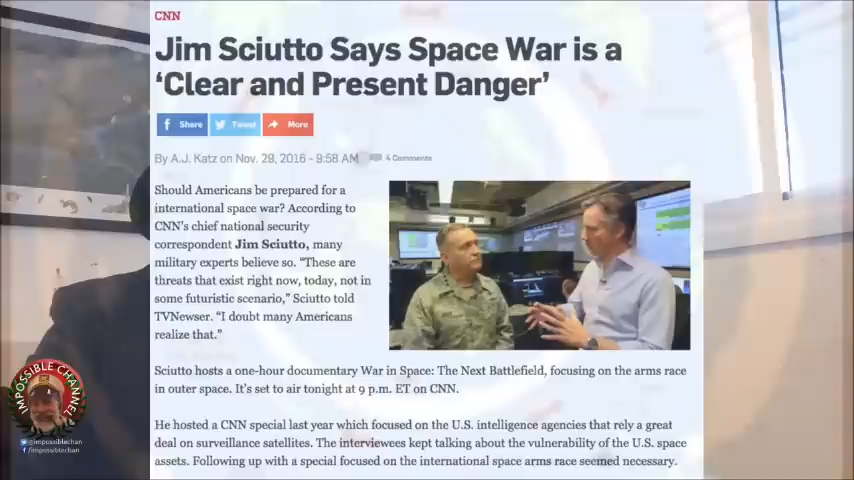 CNN
Jim Sciutto Says Space War is a
‘Clear and Present Danger’
Share Tweet More
By A.J. Katz on Nov. 29, 2016 - 9:58 AM 4 Comments
Should Americans be prepared for a
international space war? According to
CNN's chief national security
correspondent Jim Sciutto, many
military experts believe so. “These are
threats that exist right now, today, not in
some futuristic scenario,” Sciutto told
TVNewser. “I doubt many Americans
realize that.”
Sciutto hosts a one-hour documentary War in Space: The Next Battlefield, focusing on the arms race
in outer space. It's set to air tonight at 9 p.m. ET on CNN.
He hosted a CNN special last year which focused on the U.S. intelligence agencies that rely a great
deal on surveillance satellites. The interviewees kept talking about the vulnerability of the U.S. space
assets. Following up with a special focused on the international space arms race seemed necessary.
IMPOSSIBLE CHANNEL
@impossiblechan
/impossiblechan